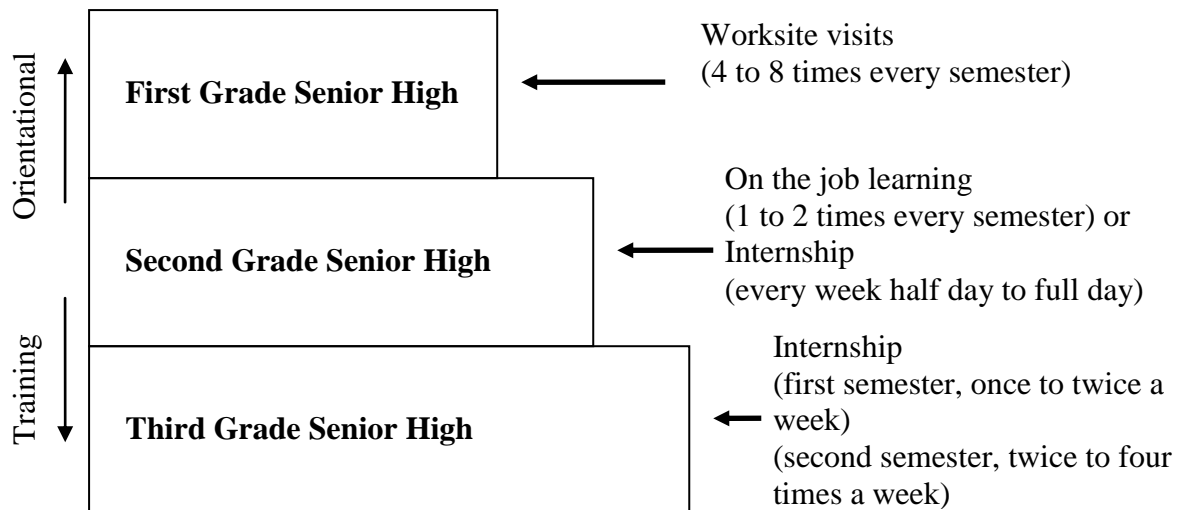 Orientational
Training
First Grade Senior High
Worksite visits
(4 to 8 times every semester)
Second Grade Senior High
On the job learning
(1 to 2 times every semester) or
Internship
(every week half day to full day)
Third Grade Senior High
Internship
(first semester, once to twice a
week)
(second semester, twice to four
times a week)